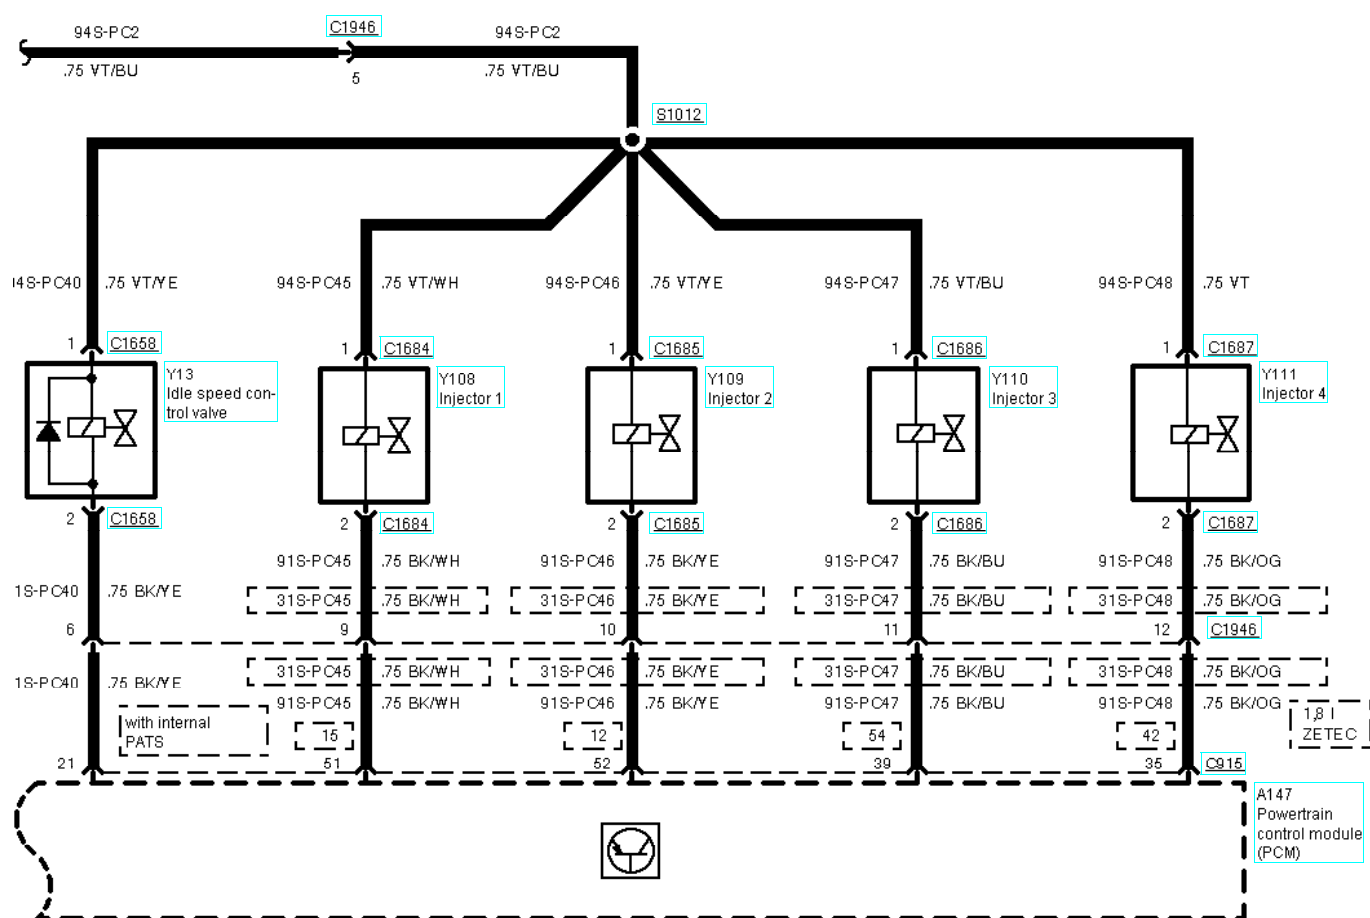 94S-PC2
C1946
94S-PC2
.75 VT/BU
5
.75 VT/BU
S1012
4S-PC40 .75 VT/YE
94S-PC45 .75 VT/WH
94S-PC46 .75 VT/YE
94S-PC47 .75 VT/BU
94S-PC48 .75 VT
1 C1658
1 C1684
1 C1685
1 C1686
1 C1687
Y13
Idle speed con-
trol valve
Y108
Injector 1
Y109
Injector 2
Y110
Injector 3
Y111
Injector 4
2 C1658
2 C1684
2 C1685
2 C1686
2 C1687
91S-PC45 .75 BK/WH
91S-PC46 .75 BK/YE
91S-PC47 .75 BK/BU
91S-PC48 .75 BK/OG
1S-PC40 .75 BK/YE
31S-PC45 .75 BK/WH
31S-PC46 .75 BK/YE
31S-PC47 .75 BK/BU
31S-PC48 .75 BK/OG
6
9
10
11
12 C1946
1S-PC40 .75 BK/YE
31S-PC45 .75 BK/WH
31S-PC46 .75 BK/YE
31S-PC47 .75 BK/BU
31S-PC48 .75 BK/OG
91S-PC45 .75 BK/WH
91S-PC46 .75 BK/YE
91S-PC47 .75 BK/BU
91S-PC48 .75 BK/OG
with internal
PATS
15
12
54
42
1,8 l
ZETEC
21
51
52
39
35 C915
A147
Powertrain
control module
(PCM)